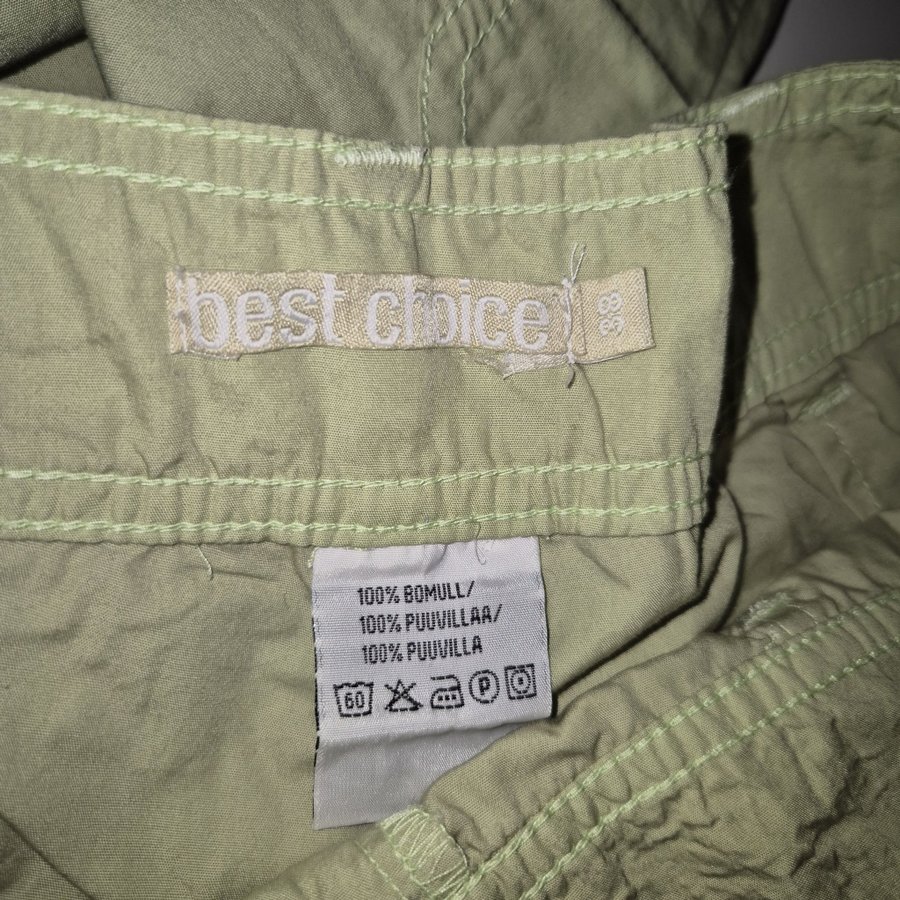 best choice
38
100% BOMULL/
100% PUUVILLAA/
100% PUUVILLA
60 P